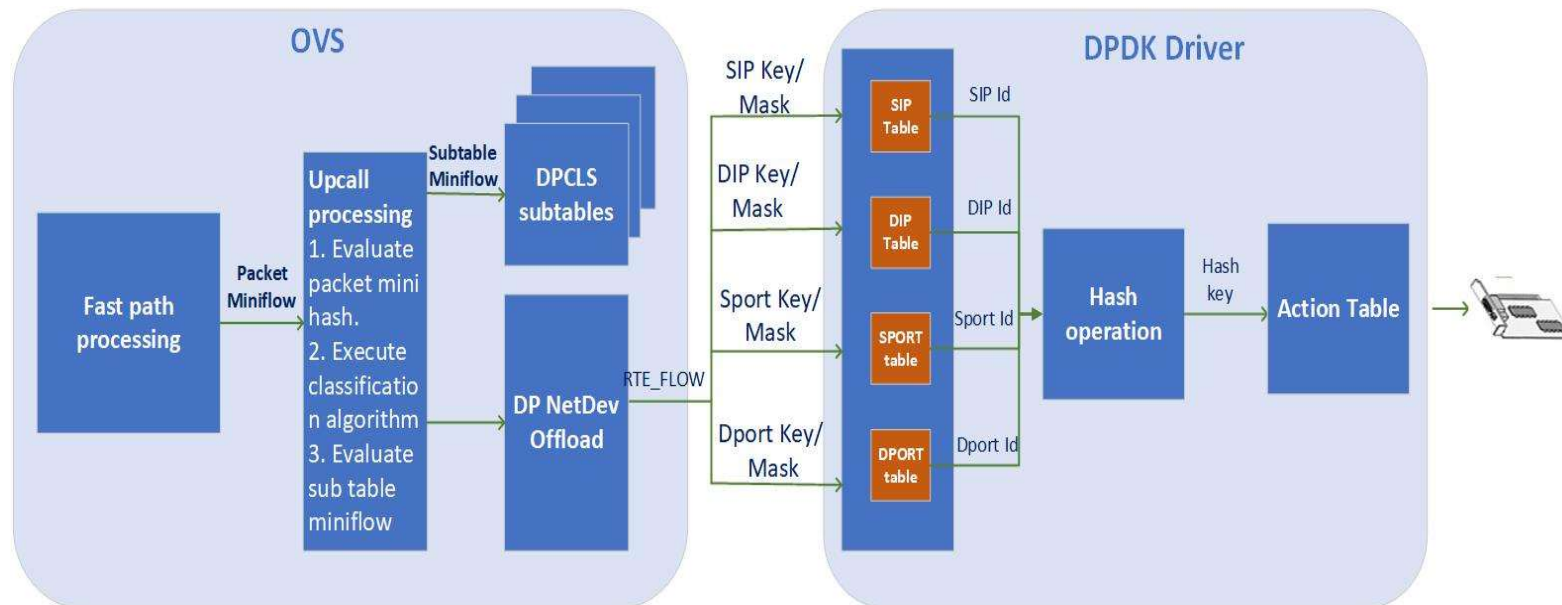 OVS
DPDK Driver
Fast path
processing
Packet
Miniflow
Upcall
processing
1. Evaluate
packet mini
hash.
2. Execute
classificatio
n algorithm
3. Evaluate
sub table
miniflow
Subtable
Miniflow
DPCLS
subtables
DP NetDev
Offload
RTE_FLOW
SIP Key/
Mask
DIP Key/
Mask
Sport Key/
Mask
Dport Key/
Mask
SIP
Table
DIP
Table
SPORT
table
DPORT
table
SIP Id
DIP Id
Sport Id
Dport Id
Hash
operation
Hash
key
Action Table